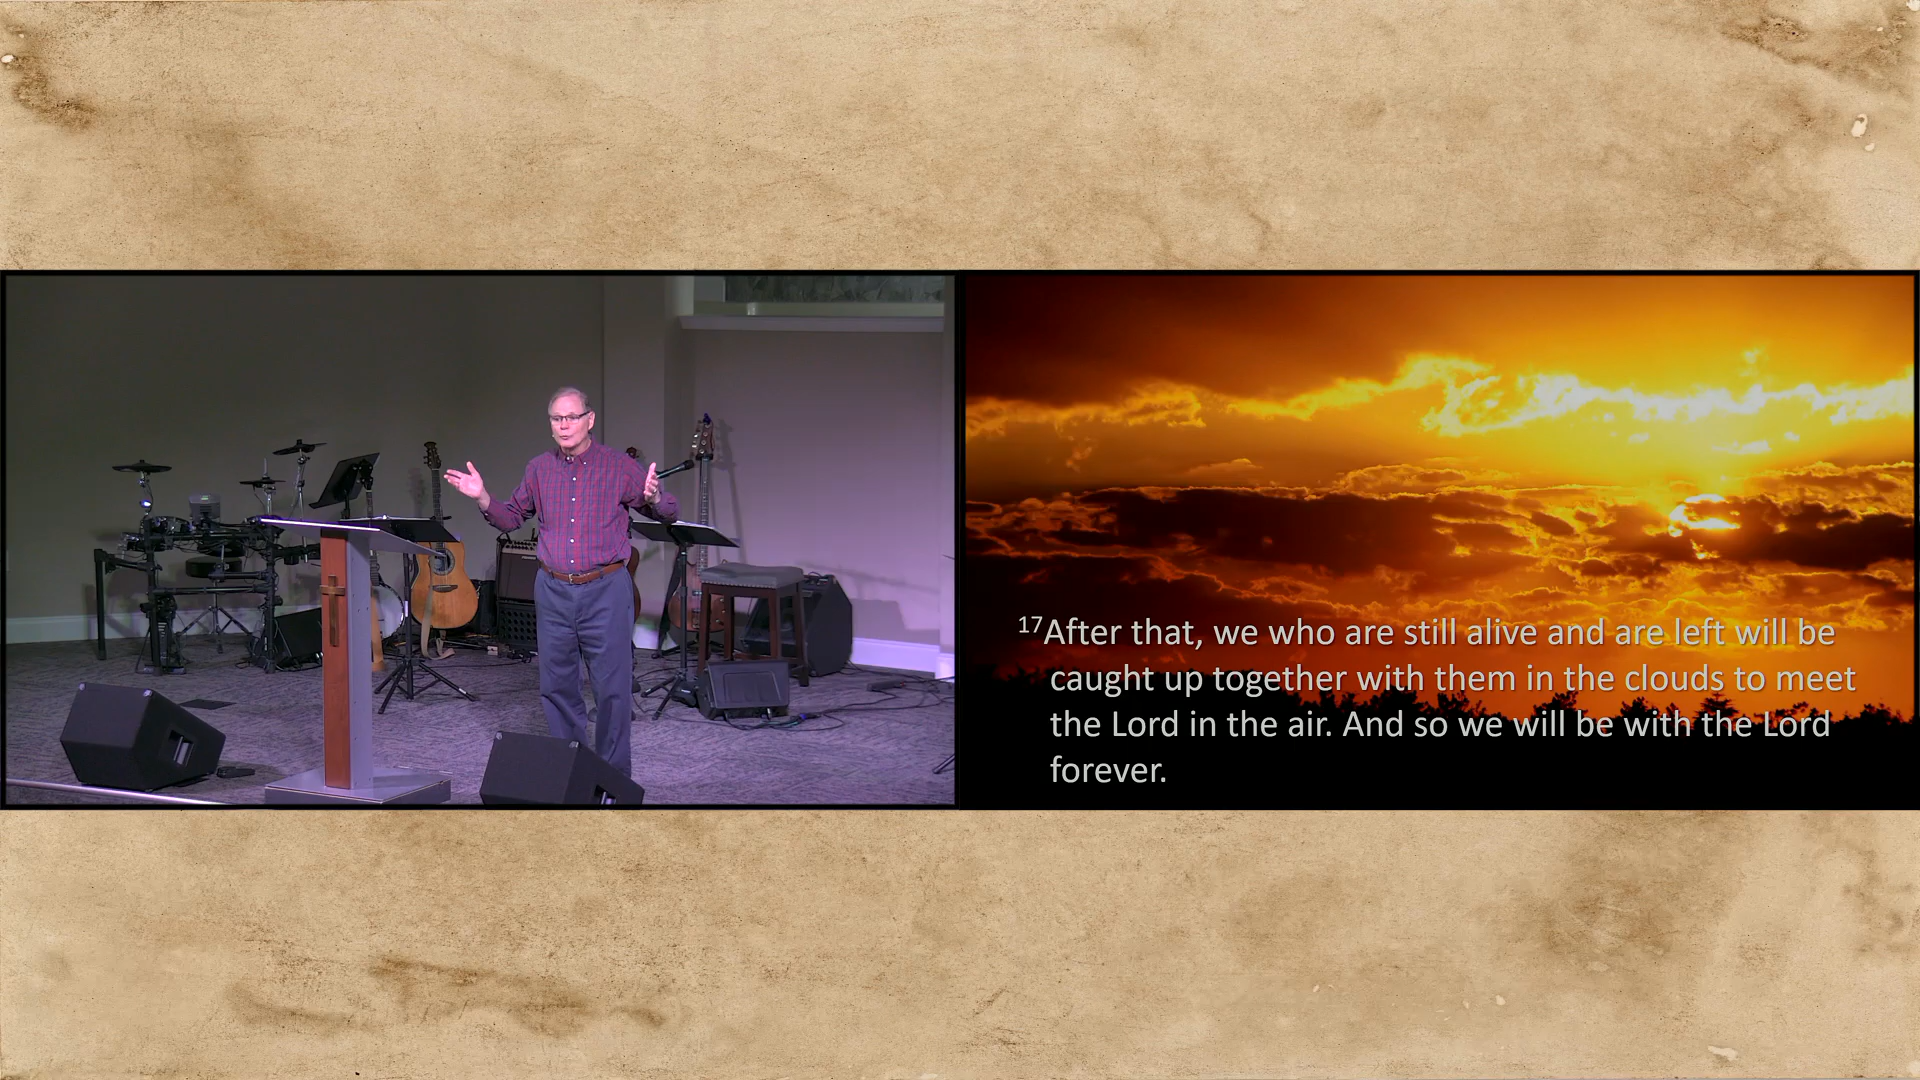 17After that, we who are still alive and are left will be
caught up together with them in the clouds to meet
the Lord in the air. And so we will be with the Lord
forever.